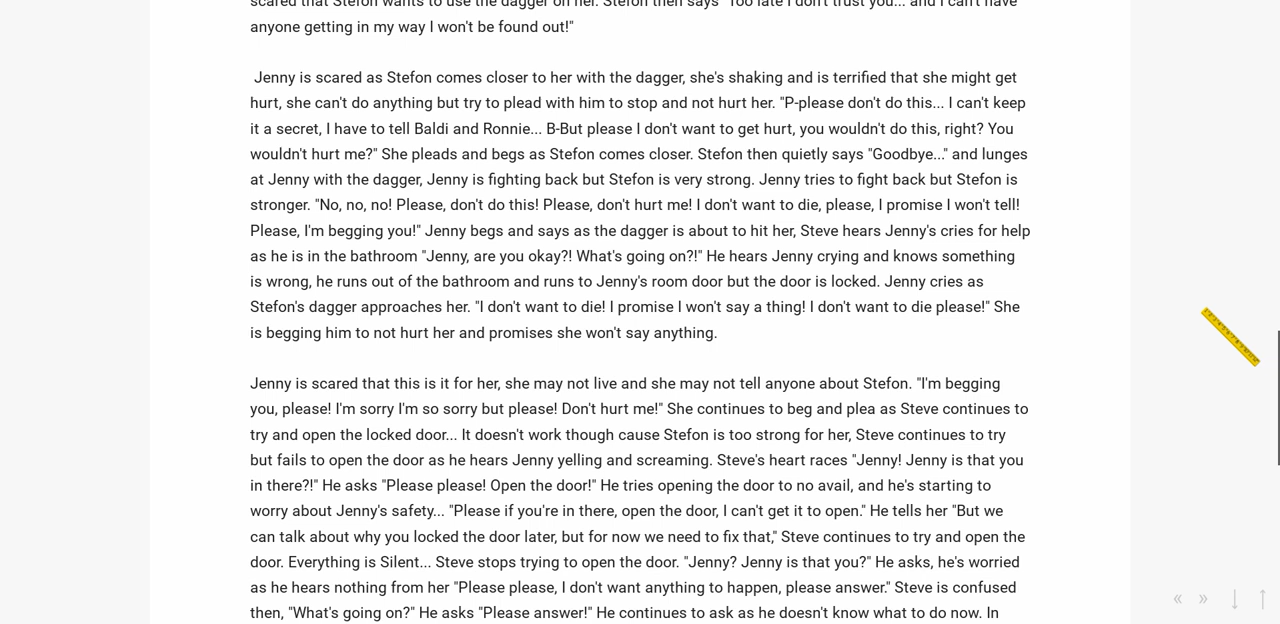 scared that Stefon wants to use the dagger on her. Stefon then says "Too late I don't trust you... and I can't have
anyone getting in my way I won't be found out!"
Jenny is scared as Stefon comes closer to her with the dagger, she's shaking and is terrified that she might get
hurt, she can't do anything but try to plead with him to stop and not hurt her. "P-please don't do this... I can't keep
it a secret, I have to tell Baldi and Ronnie... B-But please I don't want to get hurt, you wouldn't do this, right? You
wouldn't hurt me?" She pleads and begs as Stefon comes closer. Stefon then quietly says "Goodbye..." and lunges
at Jenny with the dagger, Jenny is fighting back but Stefon is very strong. Jenny tries to fight back but Stefon is
stronger. "No, no, no! Please, don't do this! Please, don't hurt me! I don't want to die, please, I promise I won't tell!
Please, I'm begging you!" Jenny begs and says as the dagger is about to hit her, Steve hears Jenny's cries for help
as he is in the bathroom "Jenny, are you okay?! What's going on?!" He hears Jenny crying and knows something
is wrong, he runs out of the bathroom and runs to Jenny's room door but the door is locked. Jenny cries as
Stefon's dagger approaches her. "I don't want to die! I promise I won't say a thing! I don't want to die please!" She
is begging him to not hurt her and promises she won't say anything.
Jenny is scared that this is it for her, she may not live and she may not tell anyone about Stefon. "I'm begging
you, please! I'm sorry I'm so sorry but please! Don't hurt me!" She continues to beg and plea as Steve continues to
try and open the locked door... It doesn't work though cause Stefon is too strong for her, Steve continues to try
but fails to open the door as he hears Jenny yelling and screaming. Steve's heart races "Jenny! Jenny is that you
in there?!" He asks "Please please! Open the door!" He tries opening the door to no avail, and he's starting to
worry about Jenny's safety... "Please if you're in there, open the door, I can't get it to open." He tells her "But we
can talk about why you locked the door later, but for now we need to fix that," Steve continues to try and open the
door. Everything is Silent... Steve stops trying to open the door. "Jenny? Jenny is that you?" He asks, he's worried
as he hears nothing from her "Please please, I don't want anything to happen, please answer." Steve is confused
then, "What's going on?" He asks "Please answer!" He continues to ask as he doesn't know what to do now. In